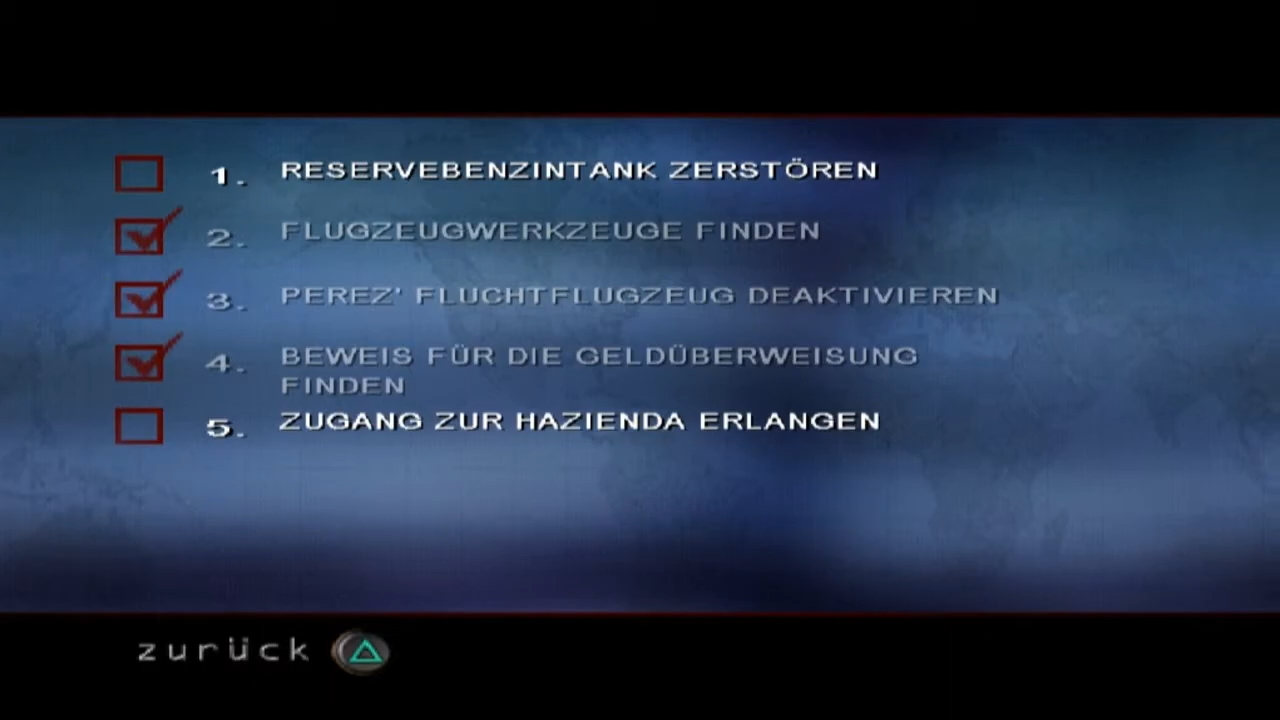 1. RESERVEBENZINTANK ZERSTÖREN
2. FLUGZEUGWERKZEUGE FINDEN
3. PEREZ' FLUCHTFLUGZEUG DEAKTIVIEREN
4. BEWEIS FÜR DIE GELDÜBERWEISUNG
FINDEN
5. ZUGANG ZUR HAZIENDA ERLANGEN
zurück